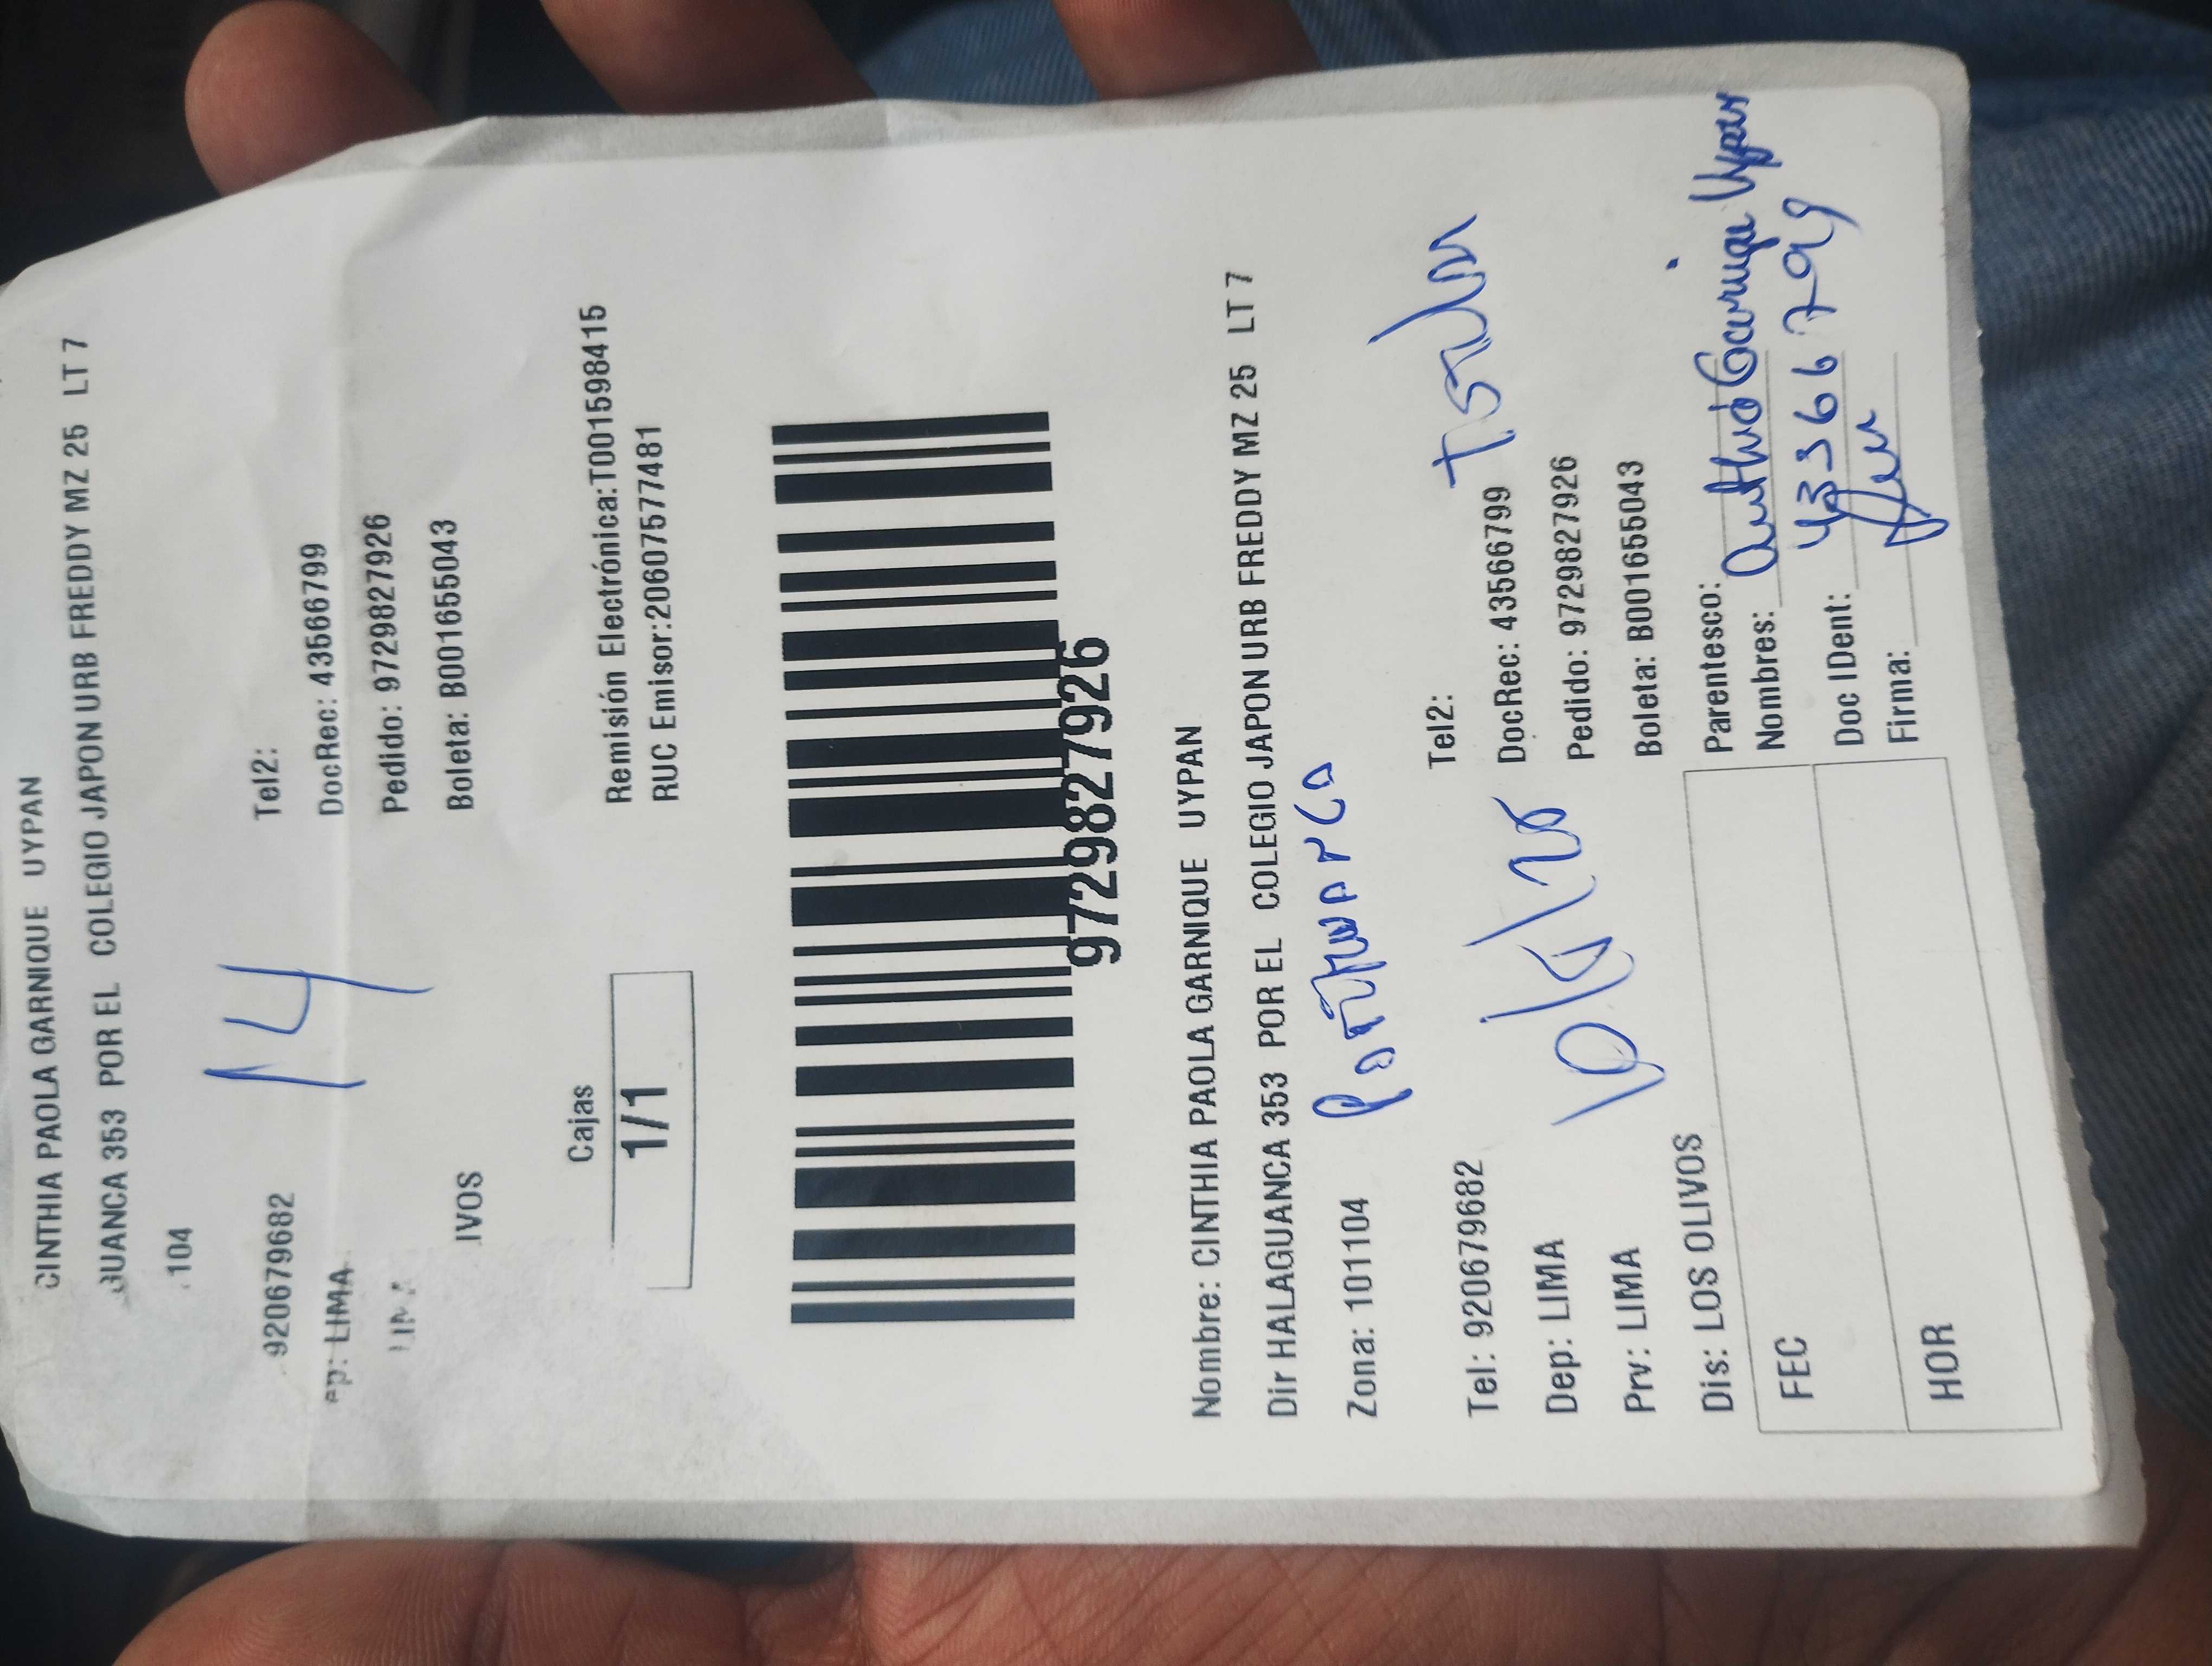 CINTHIA PAOLA GARNIQUE UYPAN
GUANCA 353 POR EL COLEGIO JAPON URB FREDDY MZ 25 LT 7
104
14
920679682
Tel2:
ep: LIMA
DocRec: 43566799
LIMA
Pedido: 9729827926
IVOS
Boleta: B001655043
Cajas
1/1
Remisión Electrónica:T001598415
RUC Emisor:20607577481
9729827926
Nombre: CINTHIA PAOLA GARNIQUE UYPAN
Dir HALAGUANCA 353 POR EL COLEGIO JAPON URB FREDDY MZ 25 LT 7
Zona: 101104
Tel: 920679682
Tel2:
Dep: LIMA
DocRec: 43566799
Prv: LIMA
Pedido: 9729827926
Dis: LOS OLIVOS
Boleta: B001655043
FEC
HOR
Parentesco:
Nombres:
Doc IDent: 43366799
Firma: